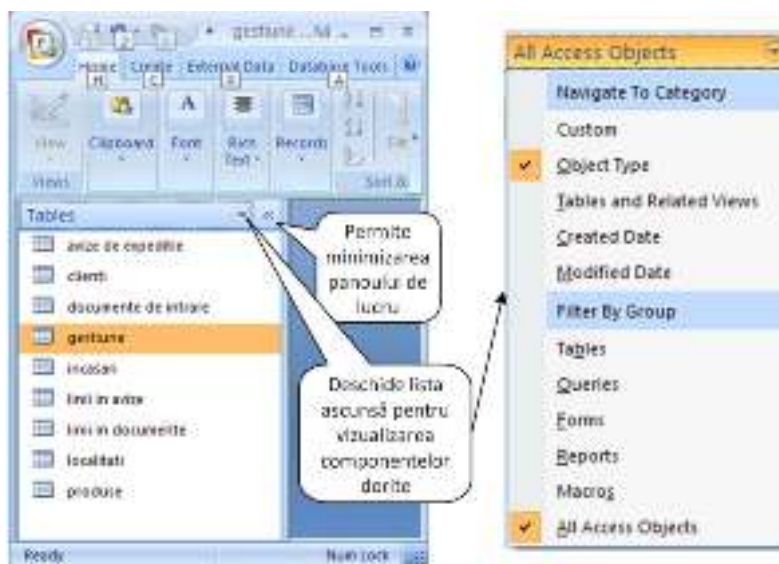 gestiune ...
Home Create External Data Database Tools
H C X A
View Clipboard Font Rich Text Records
Views Sort &
Tables
avize de expeditie
clienti
documente de intrare
gestiune
incasari
linii in avize
linii in documente
localitati
produse
Ready Num Lock
Permite
minimizarea
panoului de
lucru
Deschide lista
ascunsă pentru
vizualizarea
componentelor
dorite
All Access Objects
Navigate To Category
Custom
Object Type
Tables and Related Views
Created Date
Modified Date
Filter By Group
Tables
Queries
Forms
Reports
Macros
All Access Objects